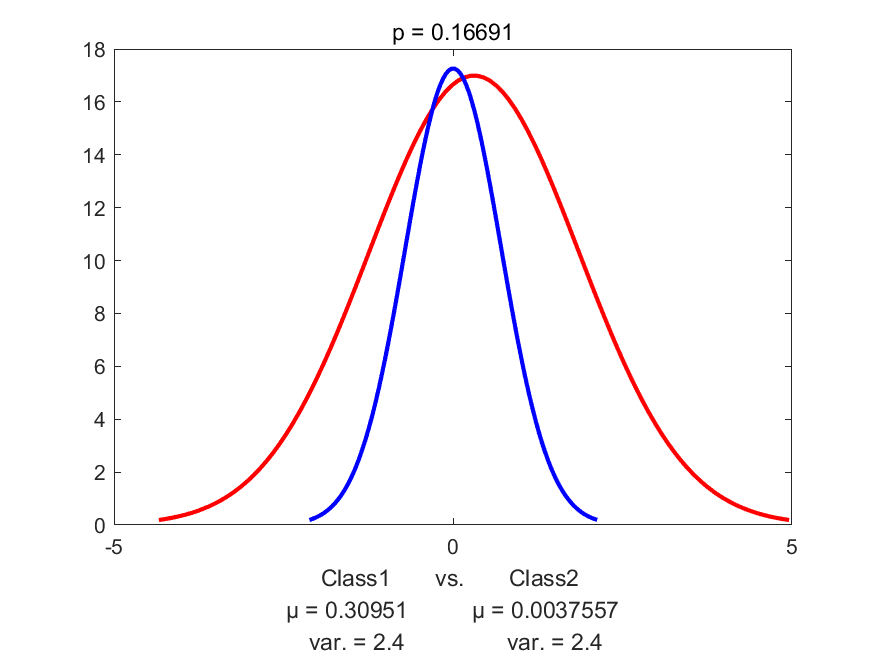 p = 0.16691
18
16
14
12
10
8
6
4
2
0
-5 0 5
Class1 vs. Class2
μ = 0.30951 μ = 0.0037557
var. = 2.4 var. = 2.4